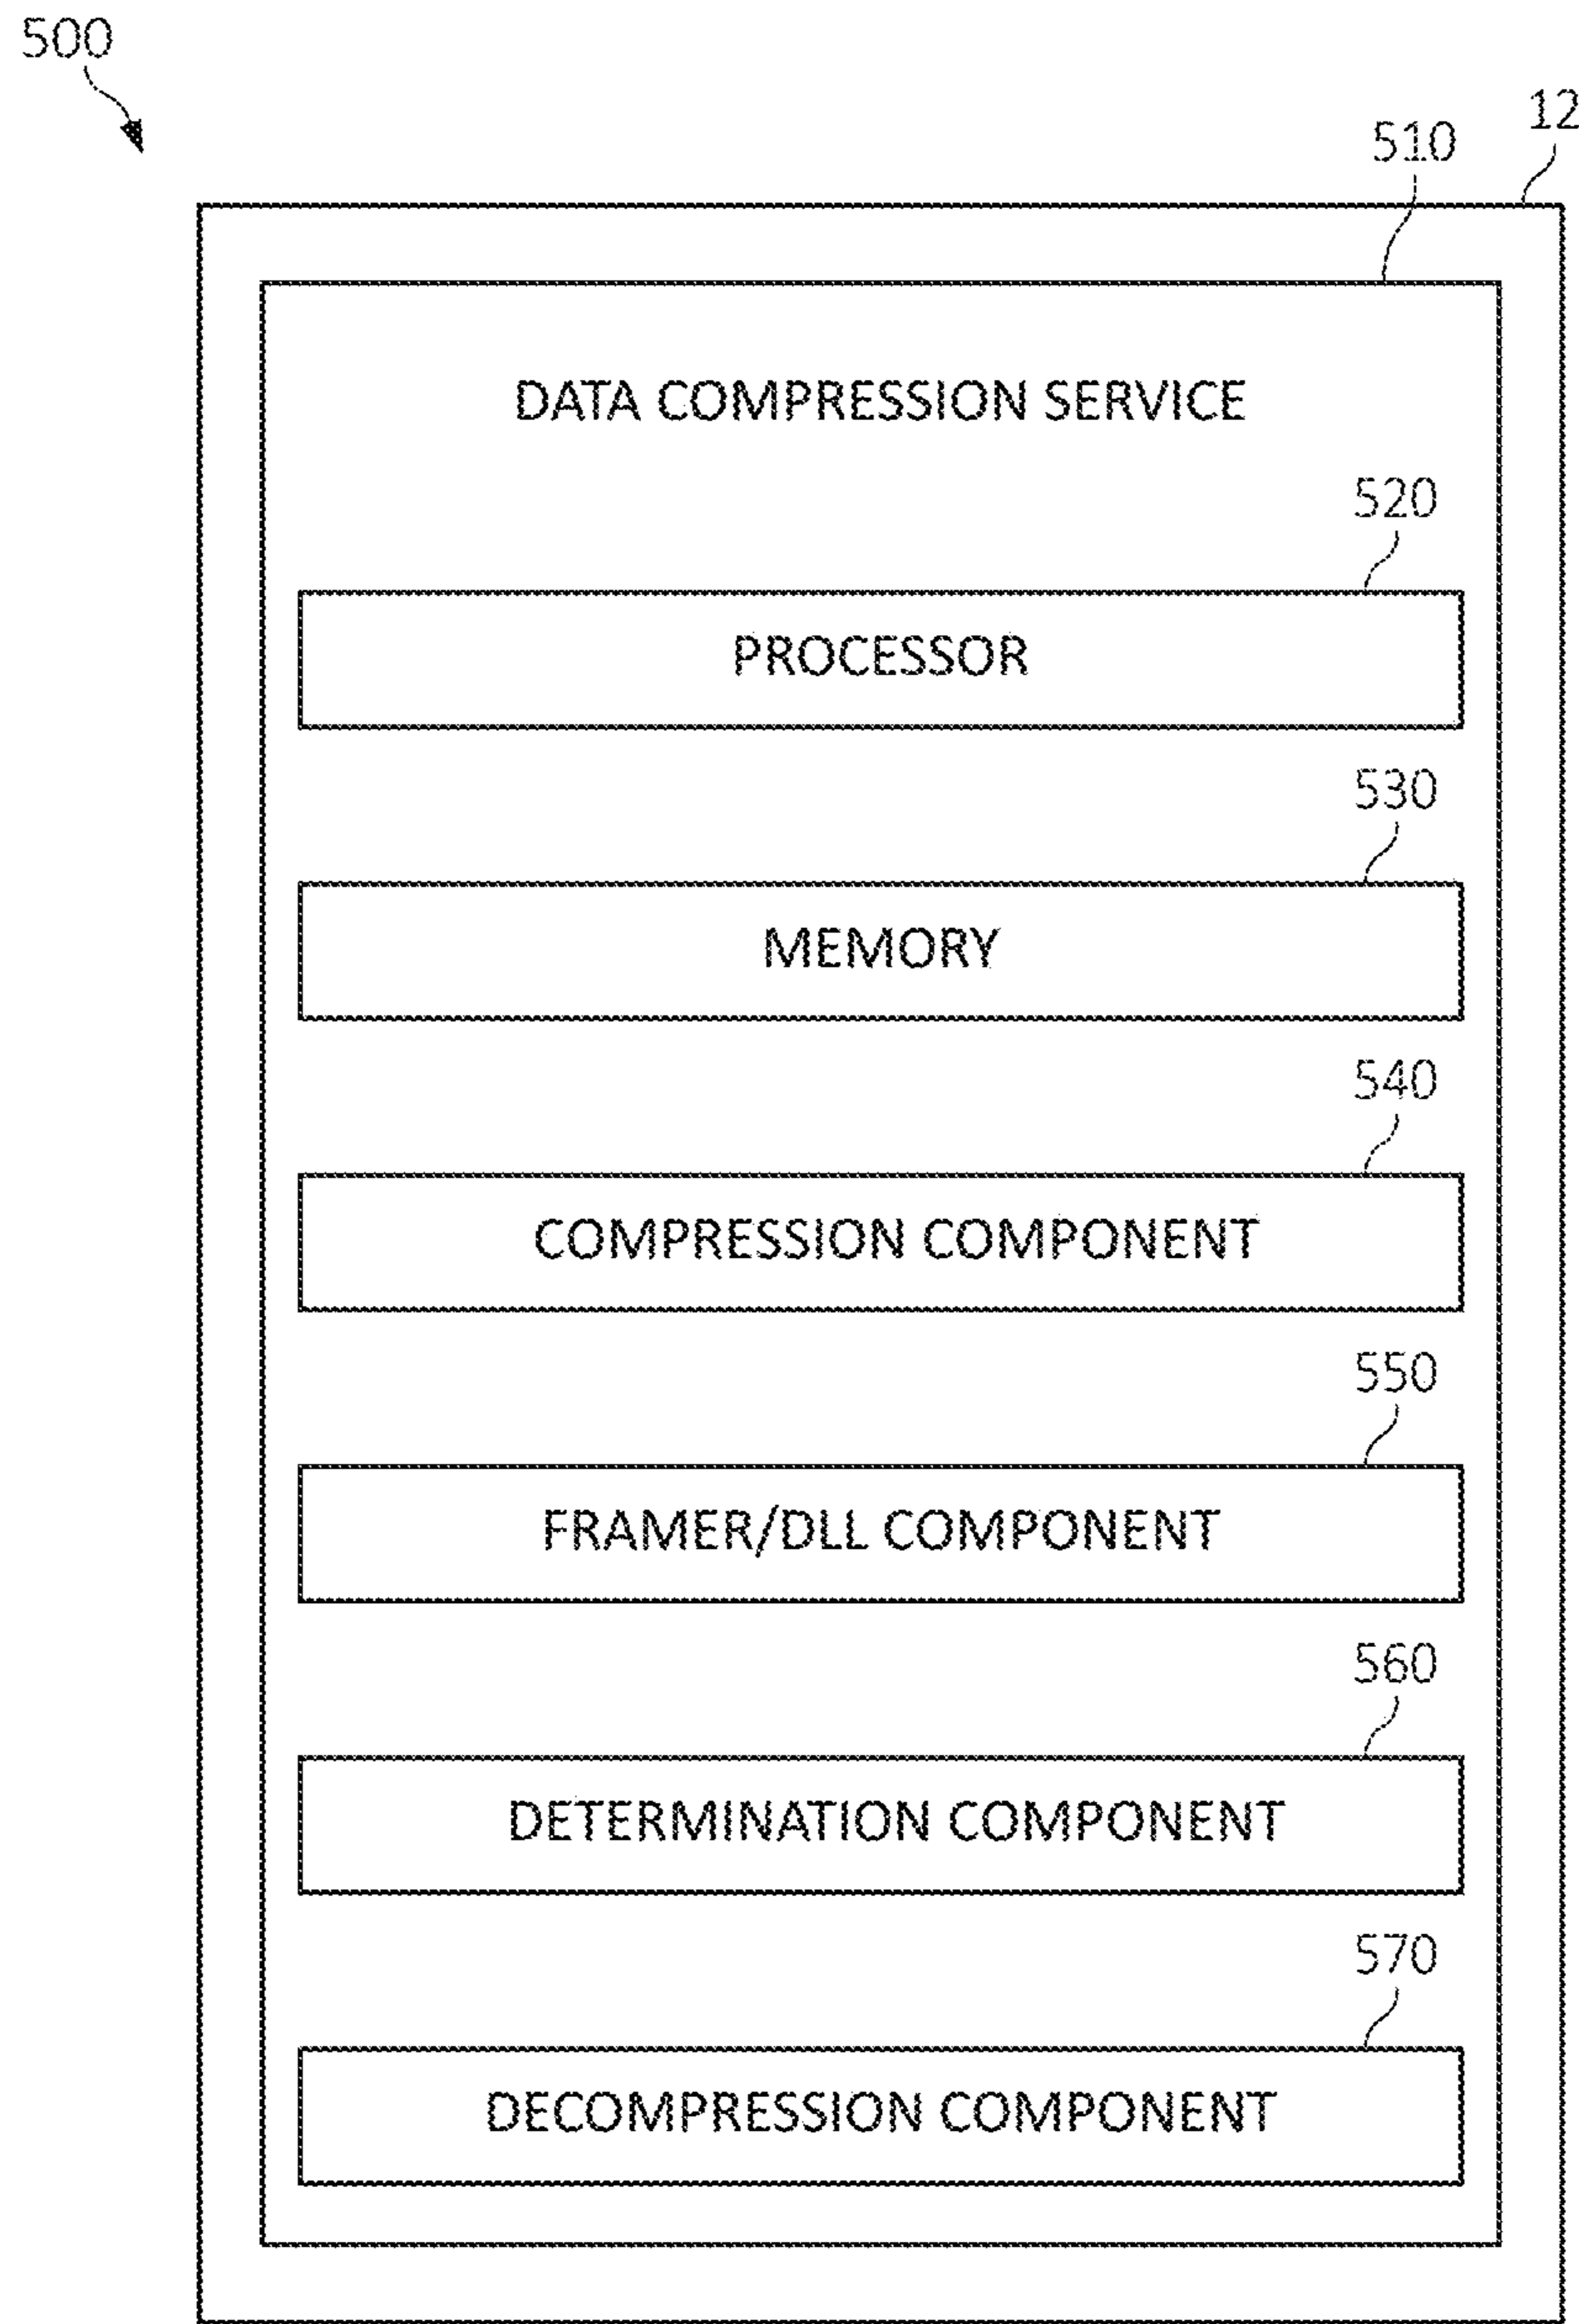 500
12
510
DATA COMPRESSION SERVICE
520
PROCESSOR
530
MEMORY
540
COMPRESSION COMPONENT
550
FRAMER/DLL COMPONENT
560
DETERMINATION COMPONENT
570
DECOMPRESSION COMPONENT